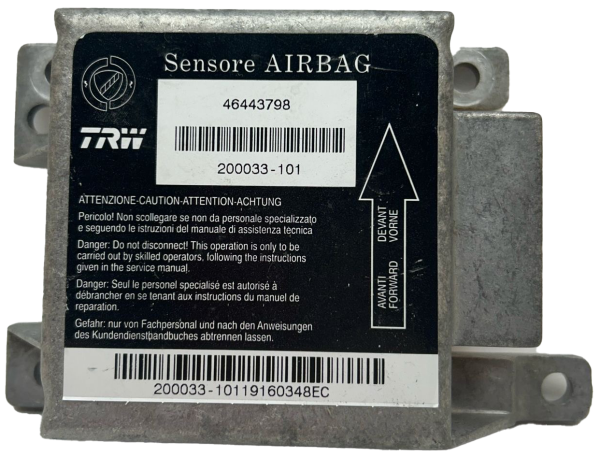 Sensore AIRBAG
46443798
TRW
200033-101
ATTENZIONE-CAUTION-ATTENTION-ACHTUNG
Pericolo! Non scollegare se non da personale specializzato
e seguendo le istruzioni del manuale di assistenza tecnica
Danger: Do not disconnect! This operation is only to be
carried out by skilled operators, following the instructions
given in the service manual.
Danger: Seul le personel specialisé est autorisé à
débrancher en se tenant aux instructions du manuel de
reparation.
Gefahr: nur von Fachpersonal und nach den Anweisungen
des Kundendiensthandbuches abtrennen lassen.
AVANTI DEVANT
FORWARD VORNE
200033-10119160348EC